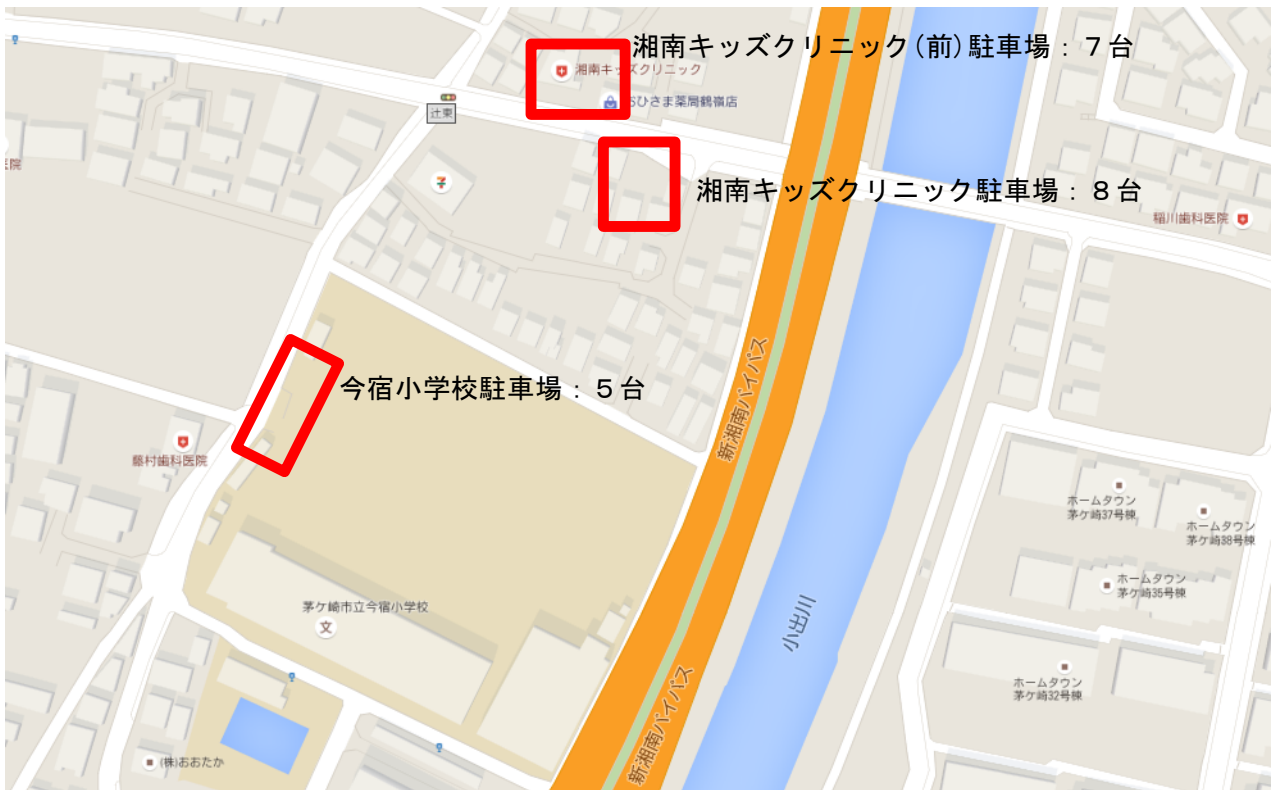 湘南キッズクリニック(前)駐車場：７台
湘南キッズクリニック
おひさま薬局鶴嶺店
辻東
医院
湘南キッズクリニック駐車場：８台
稲川歯科医院
新湘南バイパス
今宿小学校駐車場：５台
藤村歯科医院
ホームタウン
茅ケ崎37号棟
ホームタウン
茅ケ崎38号棟
ホームタウン
茅ケ崎35号棟
茅ケ崎市立今宿小学校
文
小出川
ホームタウン
茅ケ崎32号棟
新湘南バイパス
(株)おおたか